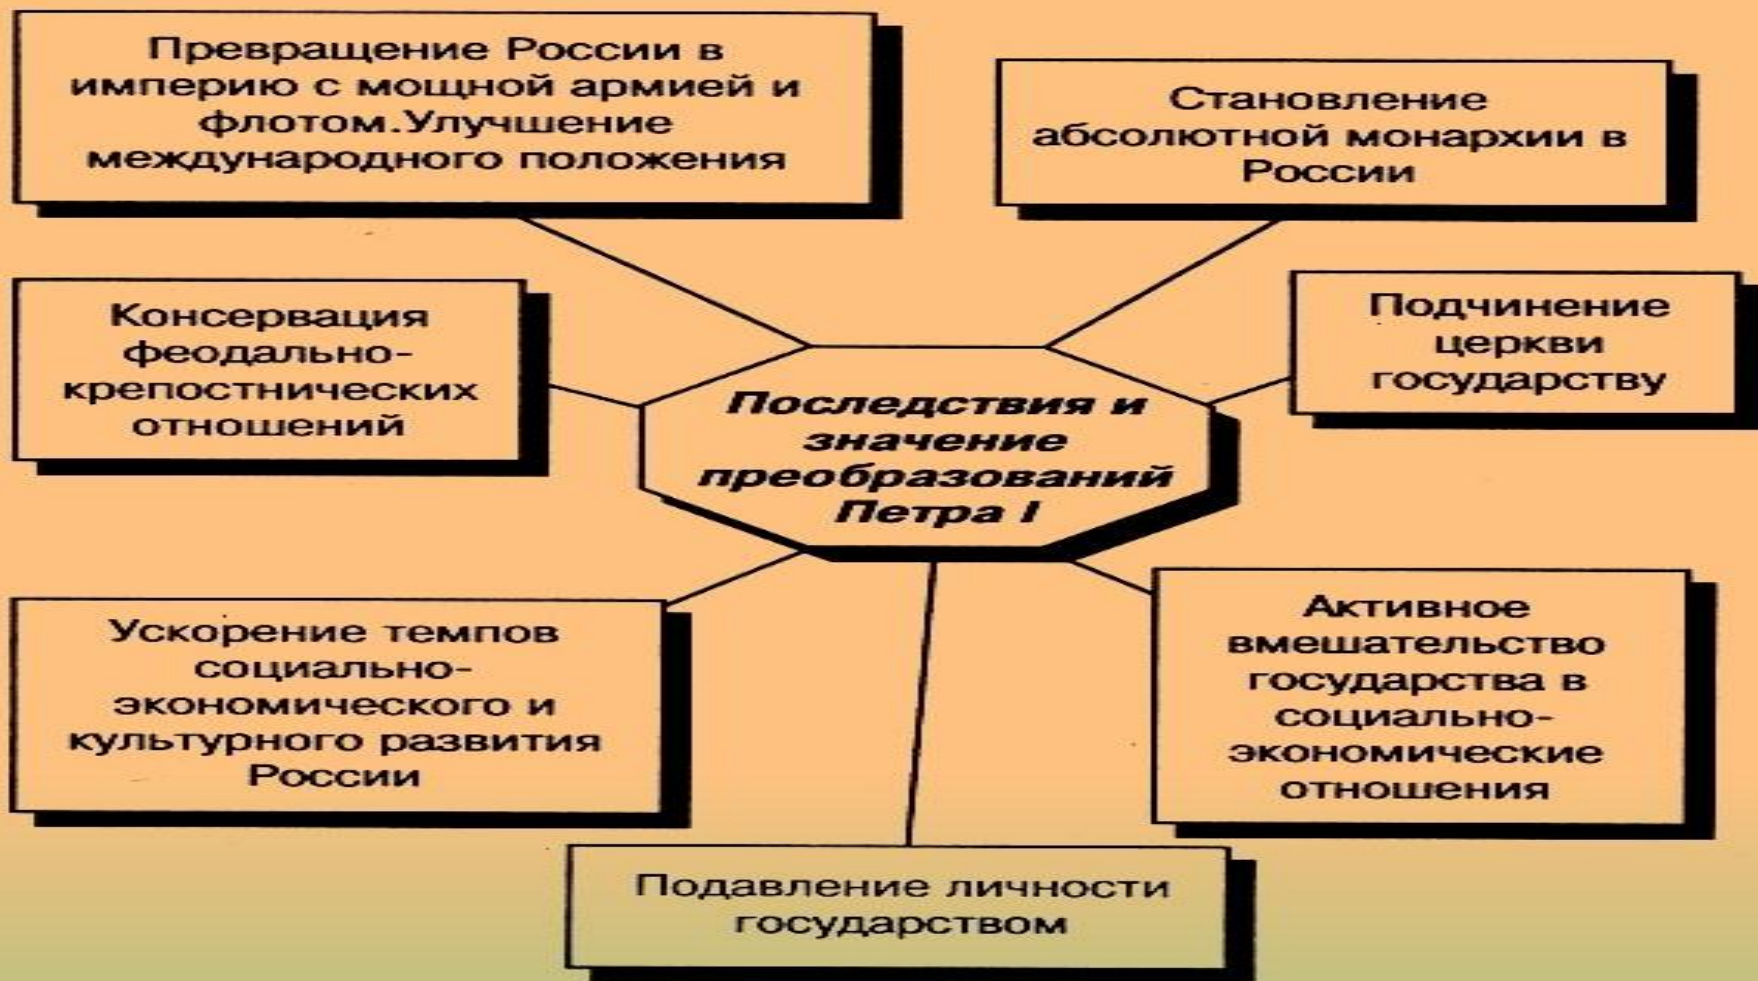 Превращение России в
империю с мощной армией и
флотом.Улучшение
международного положения
Становление
абсолютной монархии в
России
Консервация
феодально-
крепостнических
отношений
Подчинение
церкви
государству
Последствия и
значение
преобразований
Петра I
Ускорение темпов
социально-
экономического и
культурного развития
России
Активное
вмешательство
государства в
социально-
экономические
отношения
Подавление личности
государством